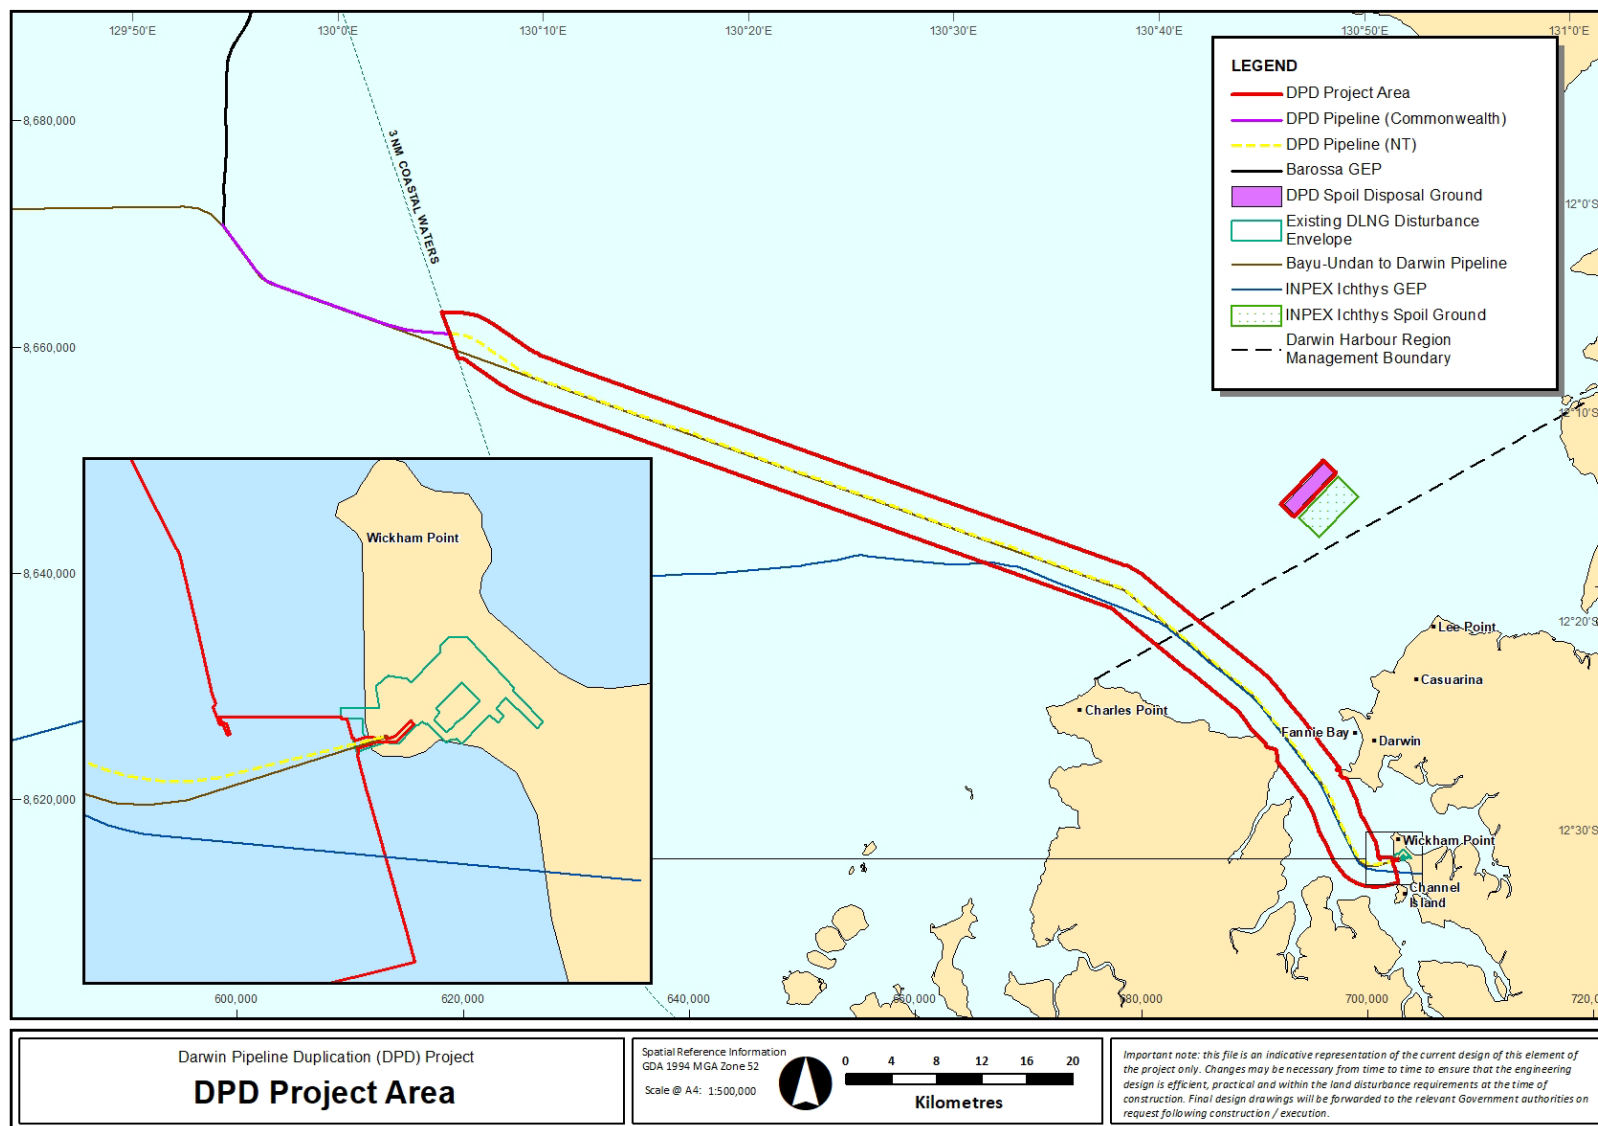 129°50'E
130°0'E
130°10'E
130°20'E
130°30'E
130°40'E
130°50'E
131°0'E
LEGEND
DPD Project Area
DPD Pipeline (Commonwealth)
DPD Pipeline (NT)
Barossa GEP
DPD Spoil Disposal Ground
Existing DLNG Disturbance
Envelope
Bayu-Undan to Darwin Pipeline
INPEX Ichthys GEP
INPEX Ichthys Spoil Ground
Darwin Harbour Region
Management Boundary
8,680,000
3 NM COASTAL WATERS
12°0'S
8,660,000
12°10'S
Wickham Point
8,640,000
12°20'S
Lee Point
Casuarina
Charles Point
Fannie Bay
Darwin
8,620,000
12°30'S
Wickham Point
Channel
Island
600,000
620,000
640,000
660,000
680,000
700,000
720,
Darwin Pipeline Duplication (DPD) Project
DPD Project Area
Spatial Reference Information
GDA 1994 MGA Zone 52
Scale @ A4: 1:500,000
0 4 8 12 16 20
Kilometres
Important note: this file is an indicative representation of the current design of this element of
the project only. Changes may be necessary from time to time to ensure that the engineering
design is efficient, practical and within the land disturbance requirements at the time of
construction. Final design drawings will be forwarded to the relevant Government authorities on
request following construction / execution.